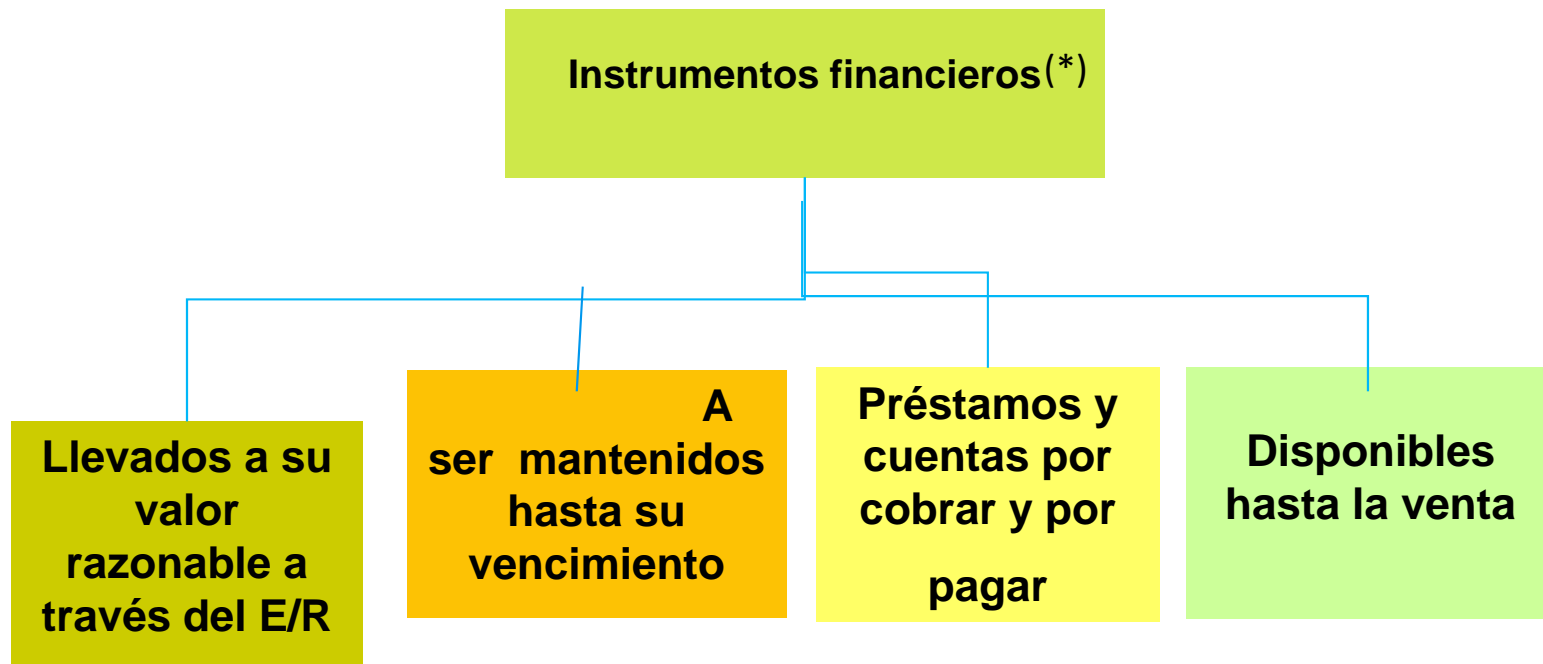 Instrumentos financieros(*)
Llevados a su
valor
razonable a
través del E/R
A
ser mantenidos
hasta su
vencimiento
Préstamos y
cuentas por
cobrar y por
pagar
Disponibles
hasta la venta